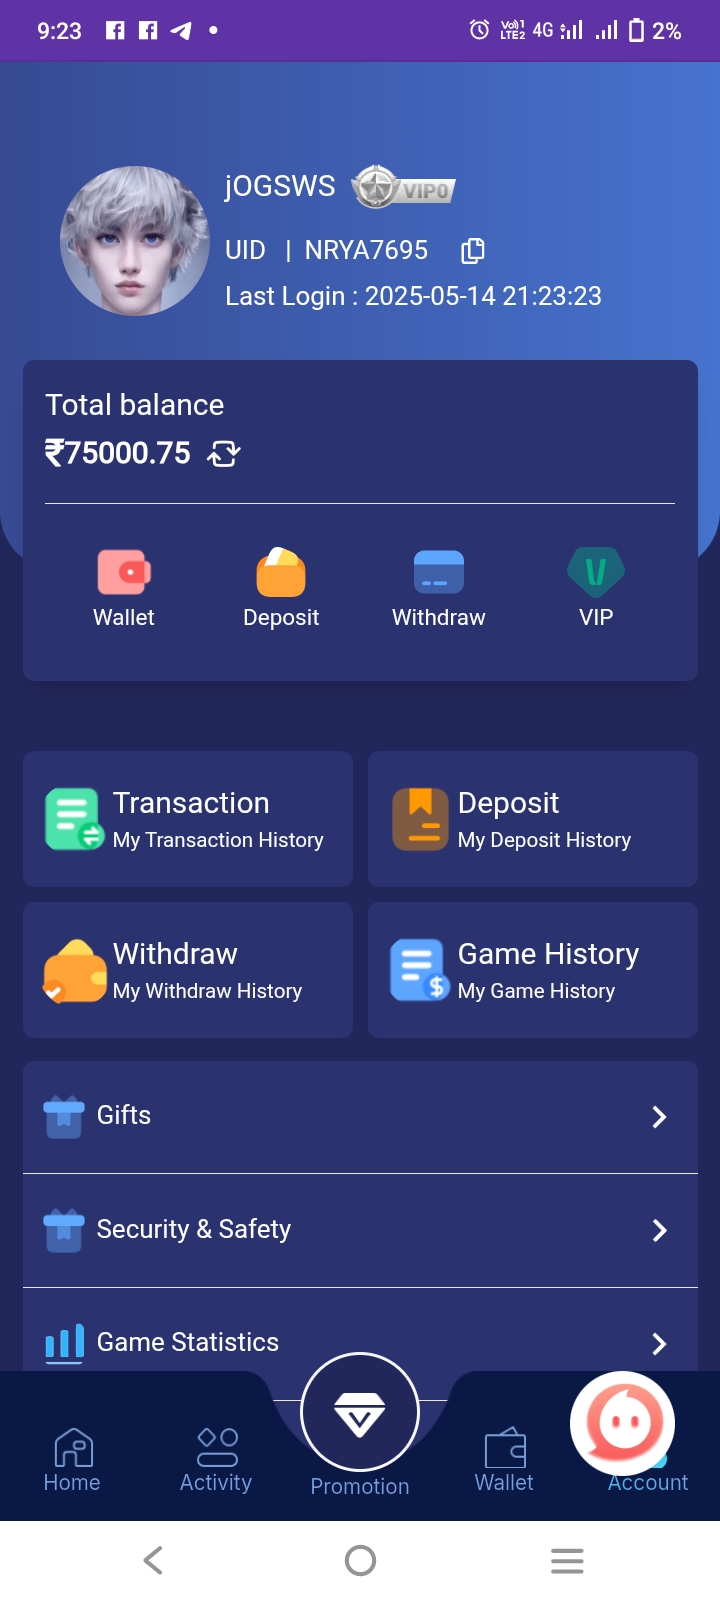 9:23
Vo)) 1
LTE2
4G
2%
jOGSWS
VIP0
UID | NRYA7695
Last Login : 2025-05-14 21:23:23
Total balance
₹75000.75
Wallet
Deposit
Withdraw
VIP
Transaction
My Transaction History
Deposit
My Deposit History
Withdraw
My Withdraw History
Game History
My Game History
Gifts
Security & Safety
Game Statistics
Home
Activity
Promotion
Wallet
Account